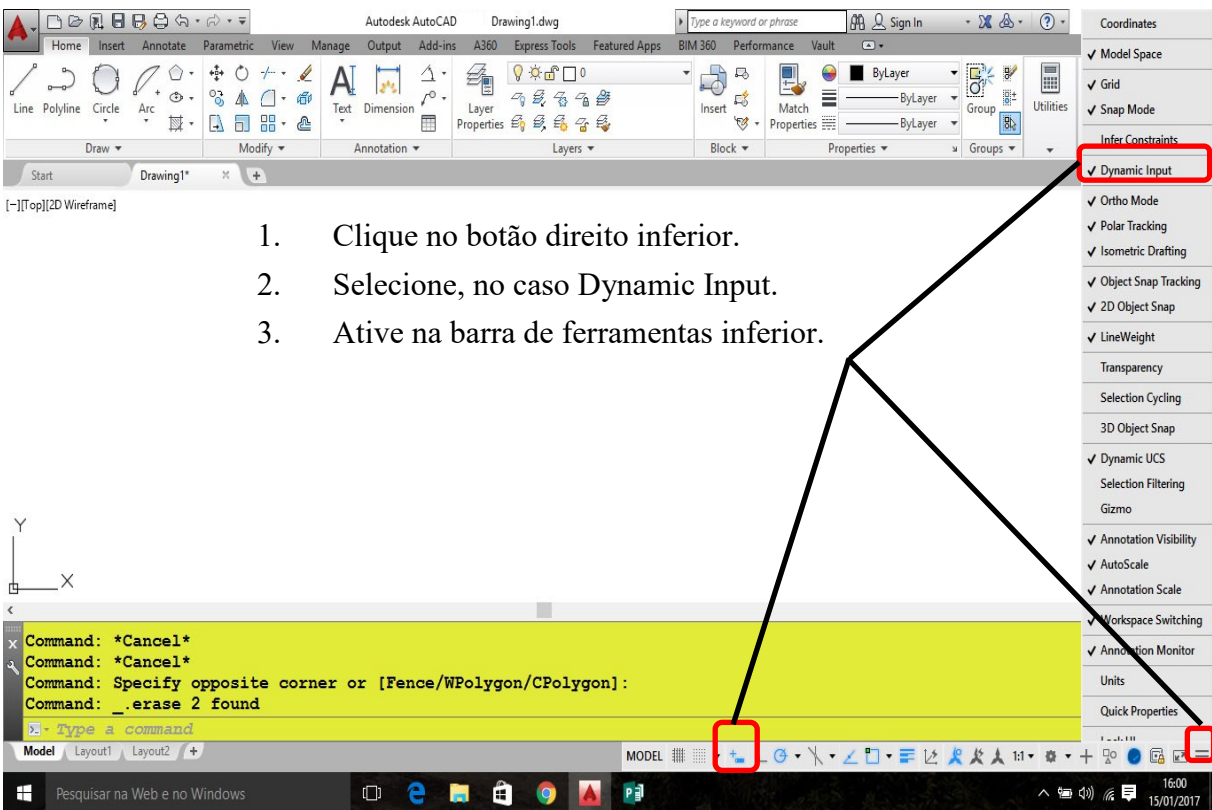 Autodesk AutoCAD Drawing1.dwg Type a keyword or phrase Sign In
Home Insert Annotate Parametric View Manage Output Add-ins A360 Express Tools Featured Apps BIM 360 Performance Vault
0
ByLayer
ByLayer
ByLayer
Line Polyline Circle Arc Text Dimension Layer Properties Insert Match Properties Group Utilities
Draw Modify Annotation Layers Block Properties Groups
Start Drawing1*
[−][Top][2D Wireframe]
1. Clique no botão direito inferior.
2. Selecione, no caso Dynamic Input.
3. Ative na barra de ferramentas inferior.
Coordinates
Model Space
Grid
Snap Mode
Infer Constraints
Dynamic Input
Ortho Mode
Polar Tracking
Isometric Drafting
Object Snap Tracking
2D Object Snap
LineWeight
Transparency
Selection Cycling
3D Object Snap
Dynamic UCS
Selection Filtering
Gizmo
Annotation Visibility
AutoScale
Annotation Scale
Workspace Switching
Annotation Monitor
Units
Quick Properties
Y
X
Command: *Cancel*
Command: *Cancel*
Command: Specify opposite corner or [Fence/WPolygon/CPolygon]:
Command: _.erase 2 found
Type a command
Model Layout1 Layout2 + MODEL 1:1
Pesquisar na Web e no Windows
16:00
15/01/2017